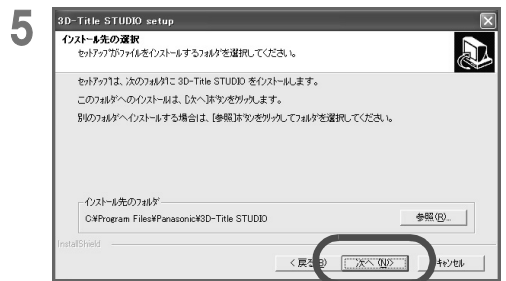 5
3D-Title STUDIO setup
インストール先の選択
セットアップがファイルをインストールするフォルダを選択してください。
セットアップは、次のフォルダに 3D-Title STUDIO をインストールします。
このフォルダへのインストールは、[次へ]ボタンをクリックします。
別のフォルダへインストールする場合は、[参照]ボタンをクリックしてフォルダを選択してください。
インストール先のフォルダ
C:¥Program Files¥Panasonic¥3D-Title STUDIO
参照(R)...
InstallShield
< 戻る(B) 次へ (N)> キャンセル